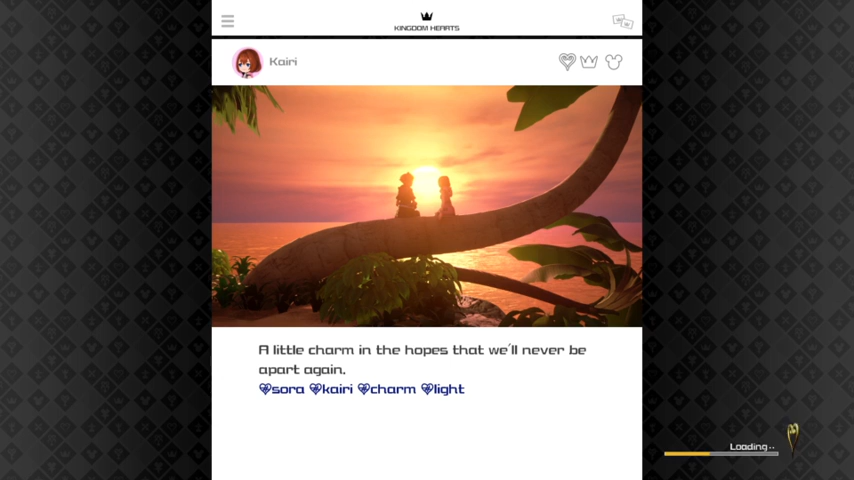 KINGDOM HEARTS
Kairi
A little charm in the hopes that we'll never be
apart again.
sora kairi charm light
Loading..